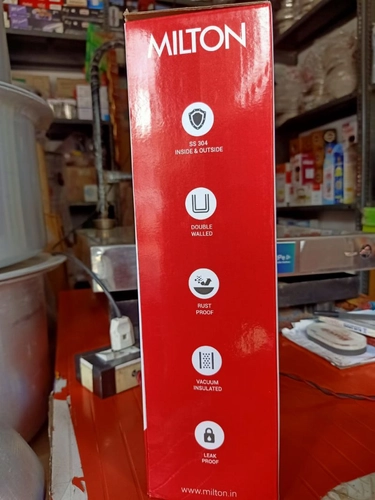 MILTON
SS 304
INSIDE & OUTSIDE
DOUBLE
WALLED
RUST
PROOF
VACUUM
INSULATED
LEAK
PROOF
www.milton.in